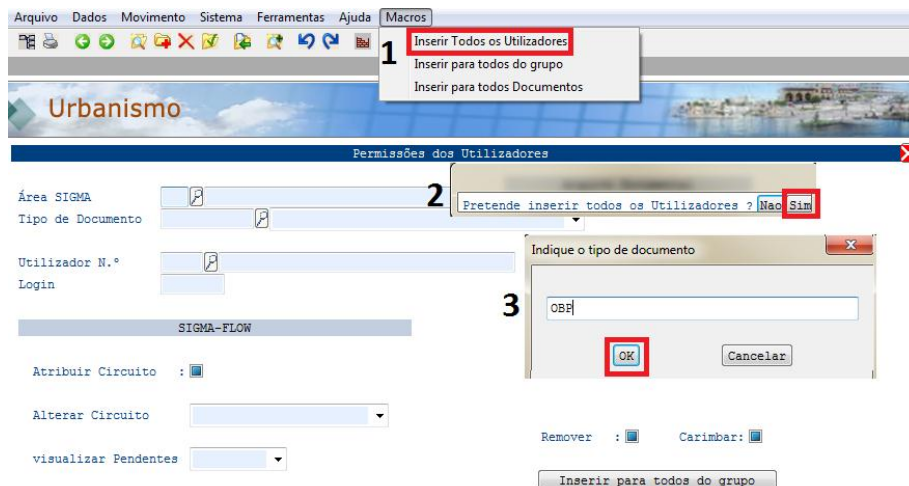 Arquivo Dados Movimento Sistema Ferramentas Ajuda Macros
1
Inserir Todos os Utilizadores
Inserir para todos do grupo
Inserir para todos Documentos
Urbanismo
Permissões dos Utilizadores
Área SIGMA
2
Pretende inserir todos os Utilizadores ? Nao Sim
Tipo de Documento
Indique o tipo de documento
Utilizador N.º
Login
3
OBP
OK Cancelar
SIGMA-FLOW
Atribuir Circuito :
Alterar Circuito
Remover : Carimbar:
visualizar Pendentes
Inserir para todos do grupo